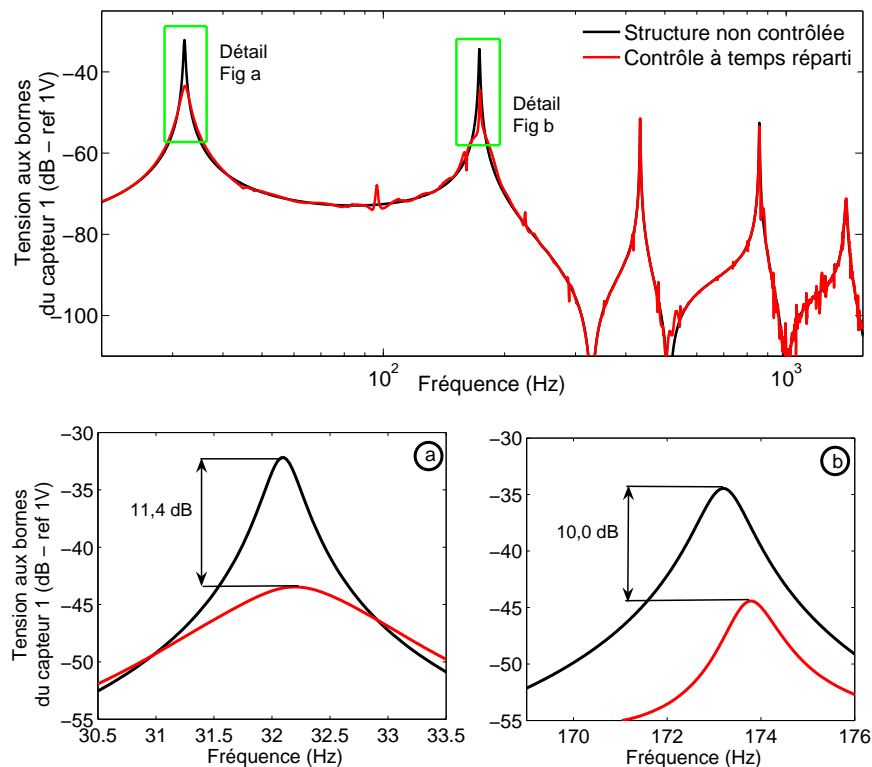 Structure non contrôlée
Contrôle à temps réparti
Détail
Fig a
Détail
Fig b
Tension aux bornes
du capteur 1 (dB – ref 1V)
−40
−60
−80
−100
10²
10³
Fréquence (Hz)
a
11,4 dB
Tension aux bornes
du capteur 1 (dB – ref 1V)
−30
−35
−40
−45
−50
−55
30.5
31
31.5
32
32.5
33
33.5
Fréquence (Hz)
b
10,0 dB
−30
−35
−40
−45
−50
−55
170
172
174
176
Fréquence (Hz)